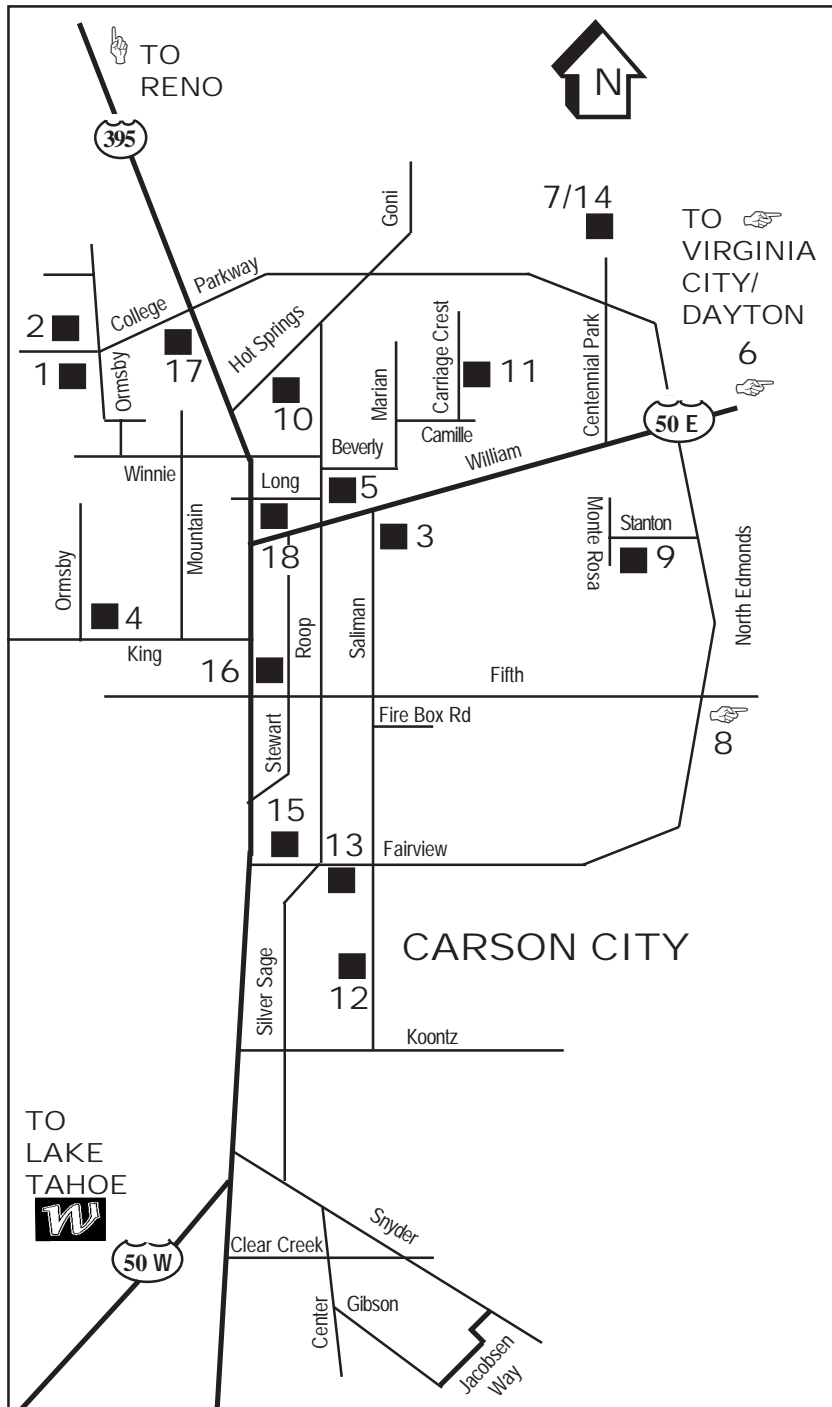 TO
RENO
N
395
Goni
7/14
TO
VIRGINIA
CITY/
DAYTON
6
College
Parkway
Hot Springs
2
1
Ormsby
17
10
Marian
Carriage Crest
11
Centennial Park
50 E
Camille
Beverly
William
Winnie
Long
5
Mountain
18
3
Monte Rosa
Stanton
9
North Edmonds
Ormsby
4
King
Roop
Saliman
16
Fifth
Stewart
Fire Box Rd
8
15
13
Fairview
CARSON CITY
Silver Sage
12
Koontz
TO
LAKE
TAHOE
W
50 W
Snyder
Clear Creek
Center
Gibson
Jacobsen
Way